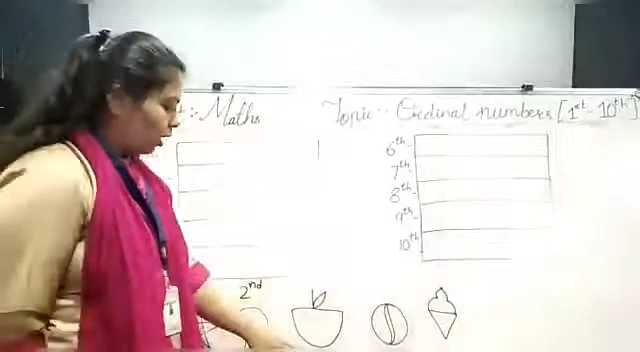 : Maths
Topic :- Ordinal numbers [1st - 10th]
6th-
7th-
8th-
9th-
10th
2nd